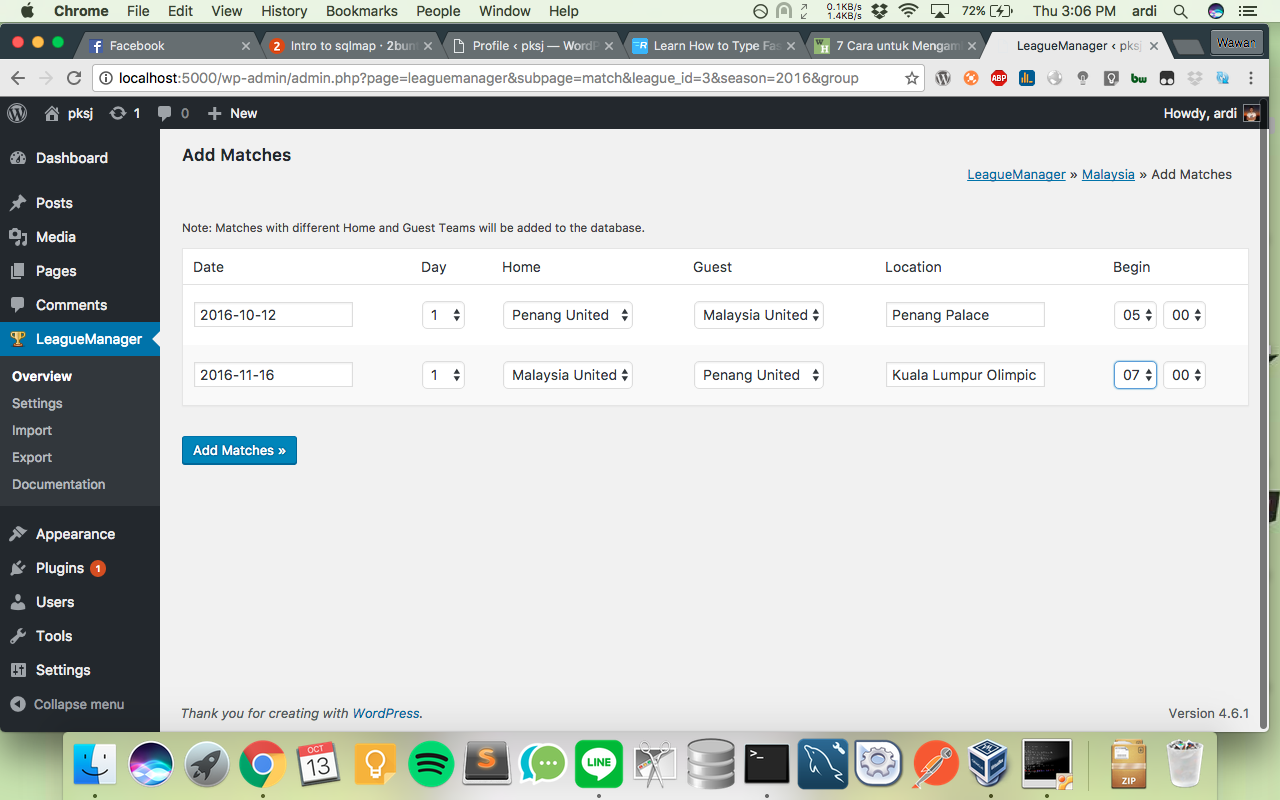 Chrome File Edit View History Bookmarks People Window Help 0.1KB/s 1.4KB/s 72% Thu 3:06 PM ardi
Facebook Intro to sqlmap · 2bun Profile ‹ pksj — WordP Learn How to Type Fas 7 Cara untuk Mengam LeagueManager ‹ pksj Wawan
localhost:5000/wp-admin/admin.php?page=leaguemanager&subpage=match&league_id=3&season=2016&group ABP bw
pksj 1 0 New Howdy, ardi
Dashboard
Posts
Media
Pages
Comments
LeagueManager
Overview
Settings
Import
Export
Documentation
Appearance
Plugins 1
Users
Tools
Settings
Collapse menu
Add Matches
LeagueManager » Malaysia » Add Matches
Note: Matches with different Home and Guest Teams will be added to the database.
Date Day Home Guest Location Begin
2016-10-12 1 Penang United Malaysia United Penang Palace 05 00
2016-11-16 1 Malaysia United Penang United Kuala Lumpur Olimpic 07 00
Add Matches »
Thank you for creating with WordPress. Version 4.6.1
OCT
13
S
LINE
>_
ZIP